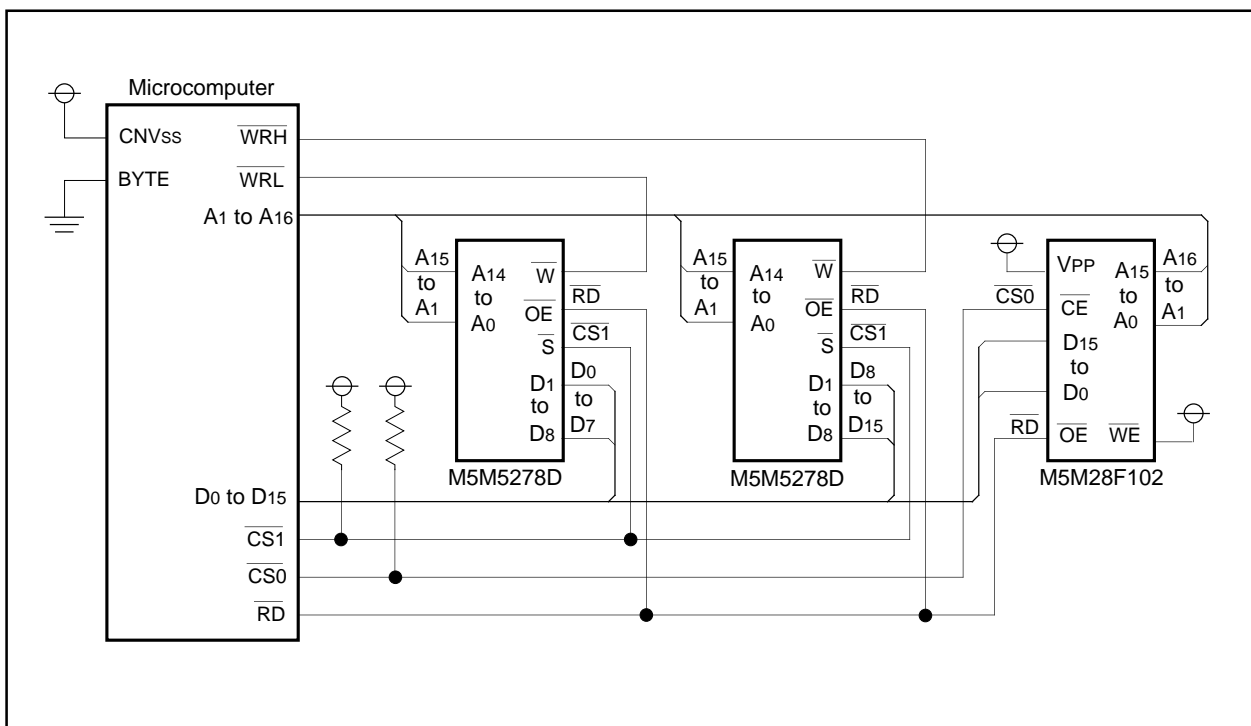 Microcomputer
CNVSS
BYTE
WRH
WRL
A1 to A16
D0 to D15
CS1
CS0
RD
A15
to
A1
A14
to
A0
W
OE
S
D1
to
D8
RD
CS1
D0
to
D7
M5M5278D
A15
to
A1
A14
to
A0
W
OE
S
D1
to
D8
RD
CS1
D8
to
D15
M5M5278D
CS0
RD
VPP
CE
D15
to
D0
OE
A15
to
A0
WE
A16
to
A1
M5M28F102